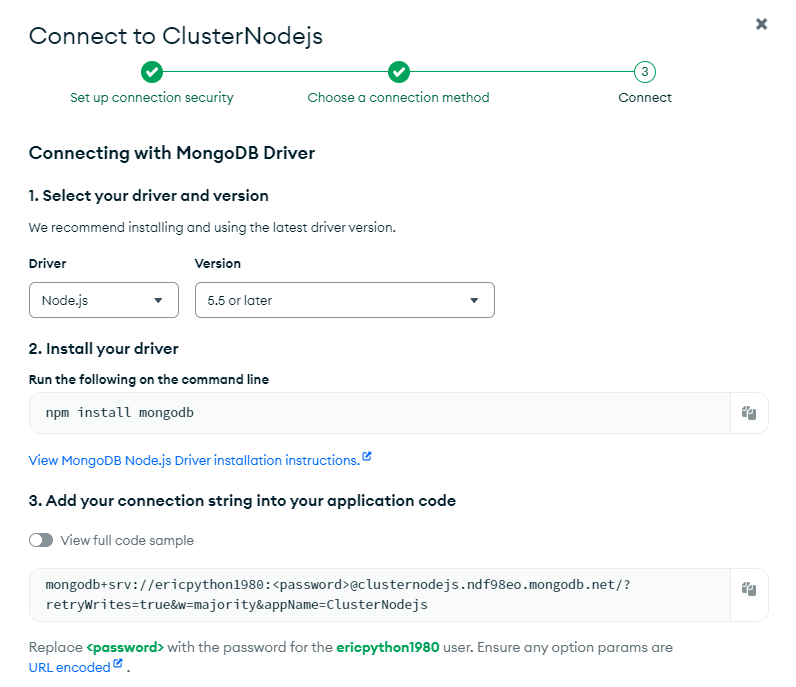 Connect to ClusterNodejs
3
Set up connection security
Choose a connection method
Connect
Connecting with MongoDB Driver
1. Select your driver and version
We recommend installing and using the latest driver version.
Driver
Version
Node.js
5.5 or later
2. Install your driver
Run the following on the command line
npm install mongodb
View MongoDB Node.js Driver installation instructions.
3. Add your connection string into your application code
View full code sample
mongodb+srv://ericpython1980:<password>@clusternodejs.ndf98eo.mongodb.net/?
retryWrites=true&w=majority&appName=ClusterNodejs
Replace <password> with the password for the ericpython1980 user. Ensure any option params are
URL encoded .